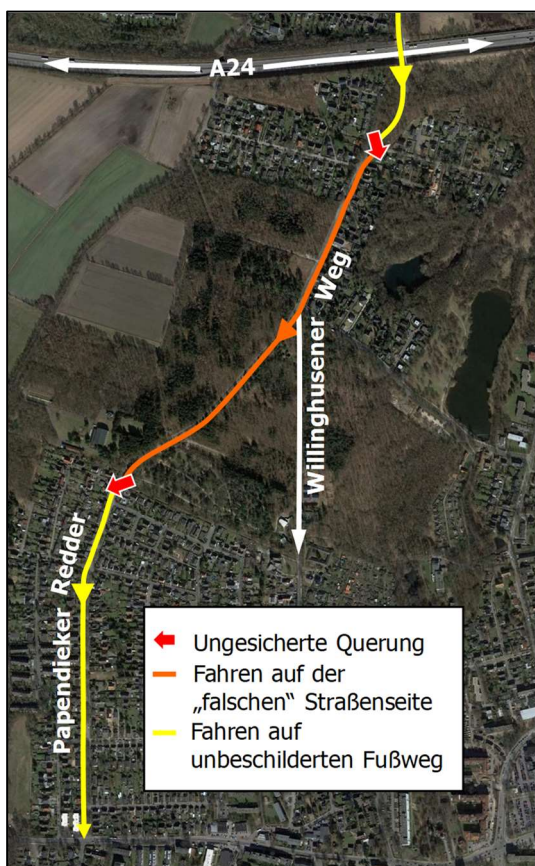 A24
Willinghusener Weg
Papendieker Redder
Ungesicherte Querung
Fahren auf der
„falschen“ Straßenseite
Fahren auf
unbeschilderten Fußweg